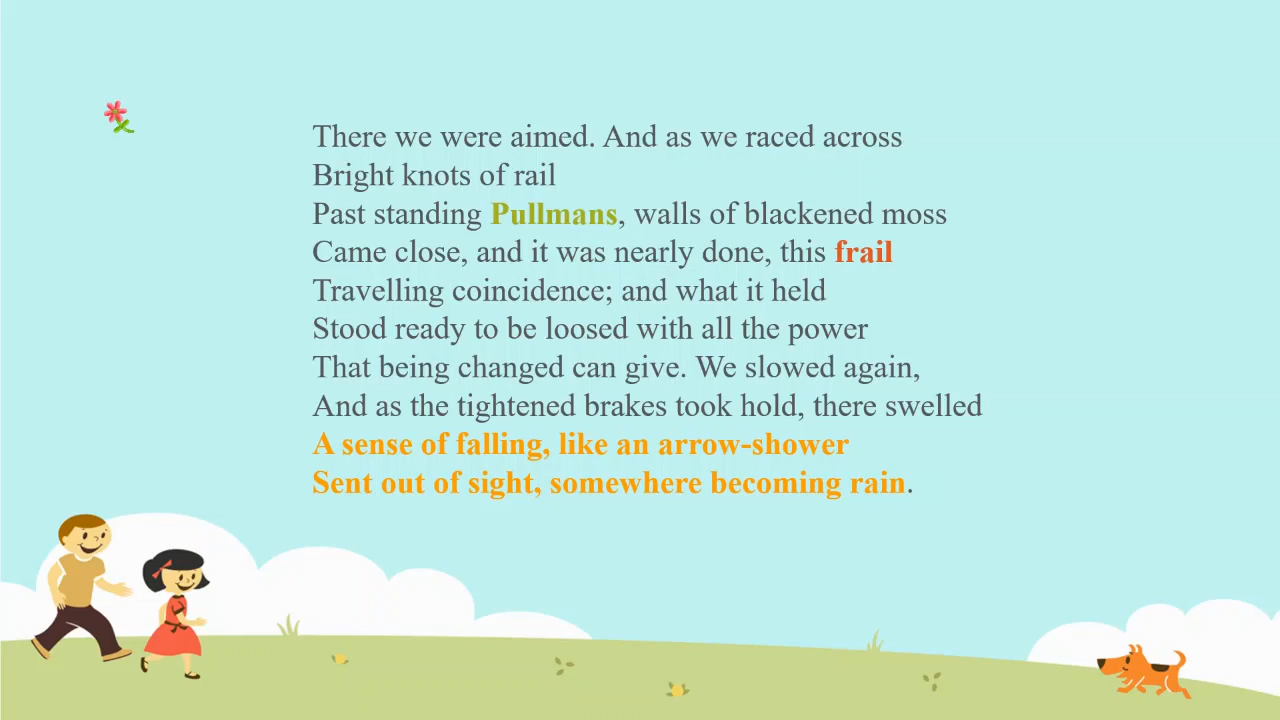 There we were aimed. And as we raced across
Bright knots of rail
Past standing Pullmans, walls of blackened moss
Came close, and it was nearly done, this frail
Travelling coincidence; and what it held
Stood ready to be loosed with all the power
That being changed can give. We slowed again,
And as the tightened brakes took hold, there swelled
A sense of falling, like an arrow-shower
Sent out of sight, somewhere becoming rain.